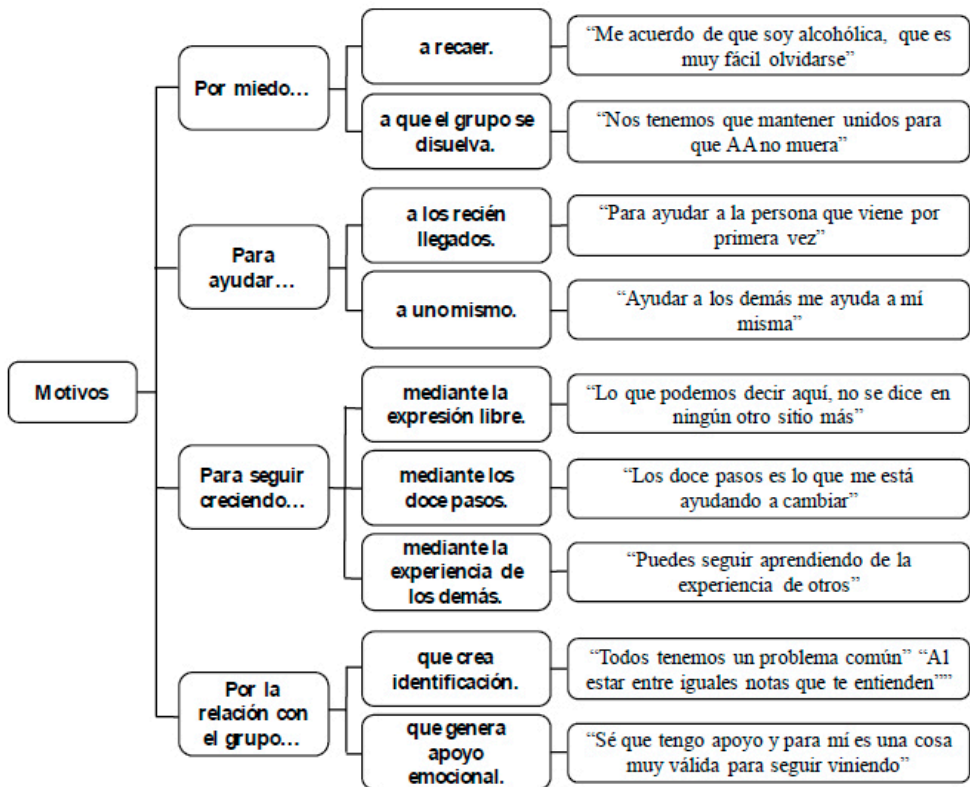 Motivos
Por miedo…
a recaer.
“Me acuerdo de que soy alcohólica, que es
muy fácil olvidarse”
a que el grupo se
disuelva.
“Nos tenemos que mantener unidos para
que AA no muera”
Para
ayudar…
a los recién
llegados.
“Para ayudar a la persona que viene por
primera vez”
a uno mismo.
“Ayudar a los demás me ayuda a mí
misma”
Para seguir
creciendo…
mediante la
expresión libre.
“Lo que podemos decir aquí, no se dice en
ningún otro sitio más”
mediante los
doce pasos.
“Los doce pasos es lo que me está
ayudando a cambiar”
mediante la
experiencia de
los demás.
“Puedes seguir aprendiendo de la
experiencia de otros”
Por la
relación con
el grupo…
que crea
identificación.
“Todos tenemos un problema común” “Al
estar entre iguales notas que te entienden””
que genera
apoyo
emocional.
“Sé que tengo apoyo y para mí es una cosa
muy válida para seguir viniendo”